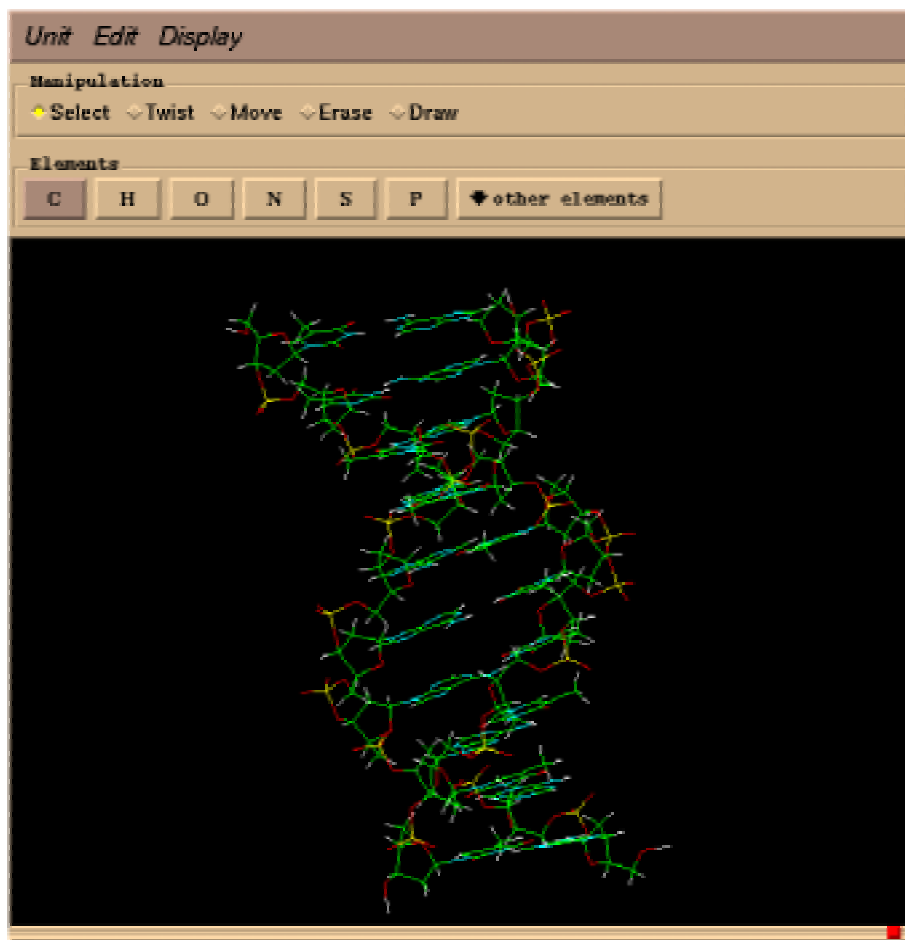 Unit Edit Display
Manipulation
Select Twist Move Erase Draw
Elements
C H O N S P other elements